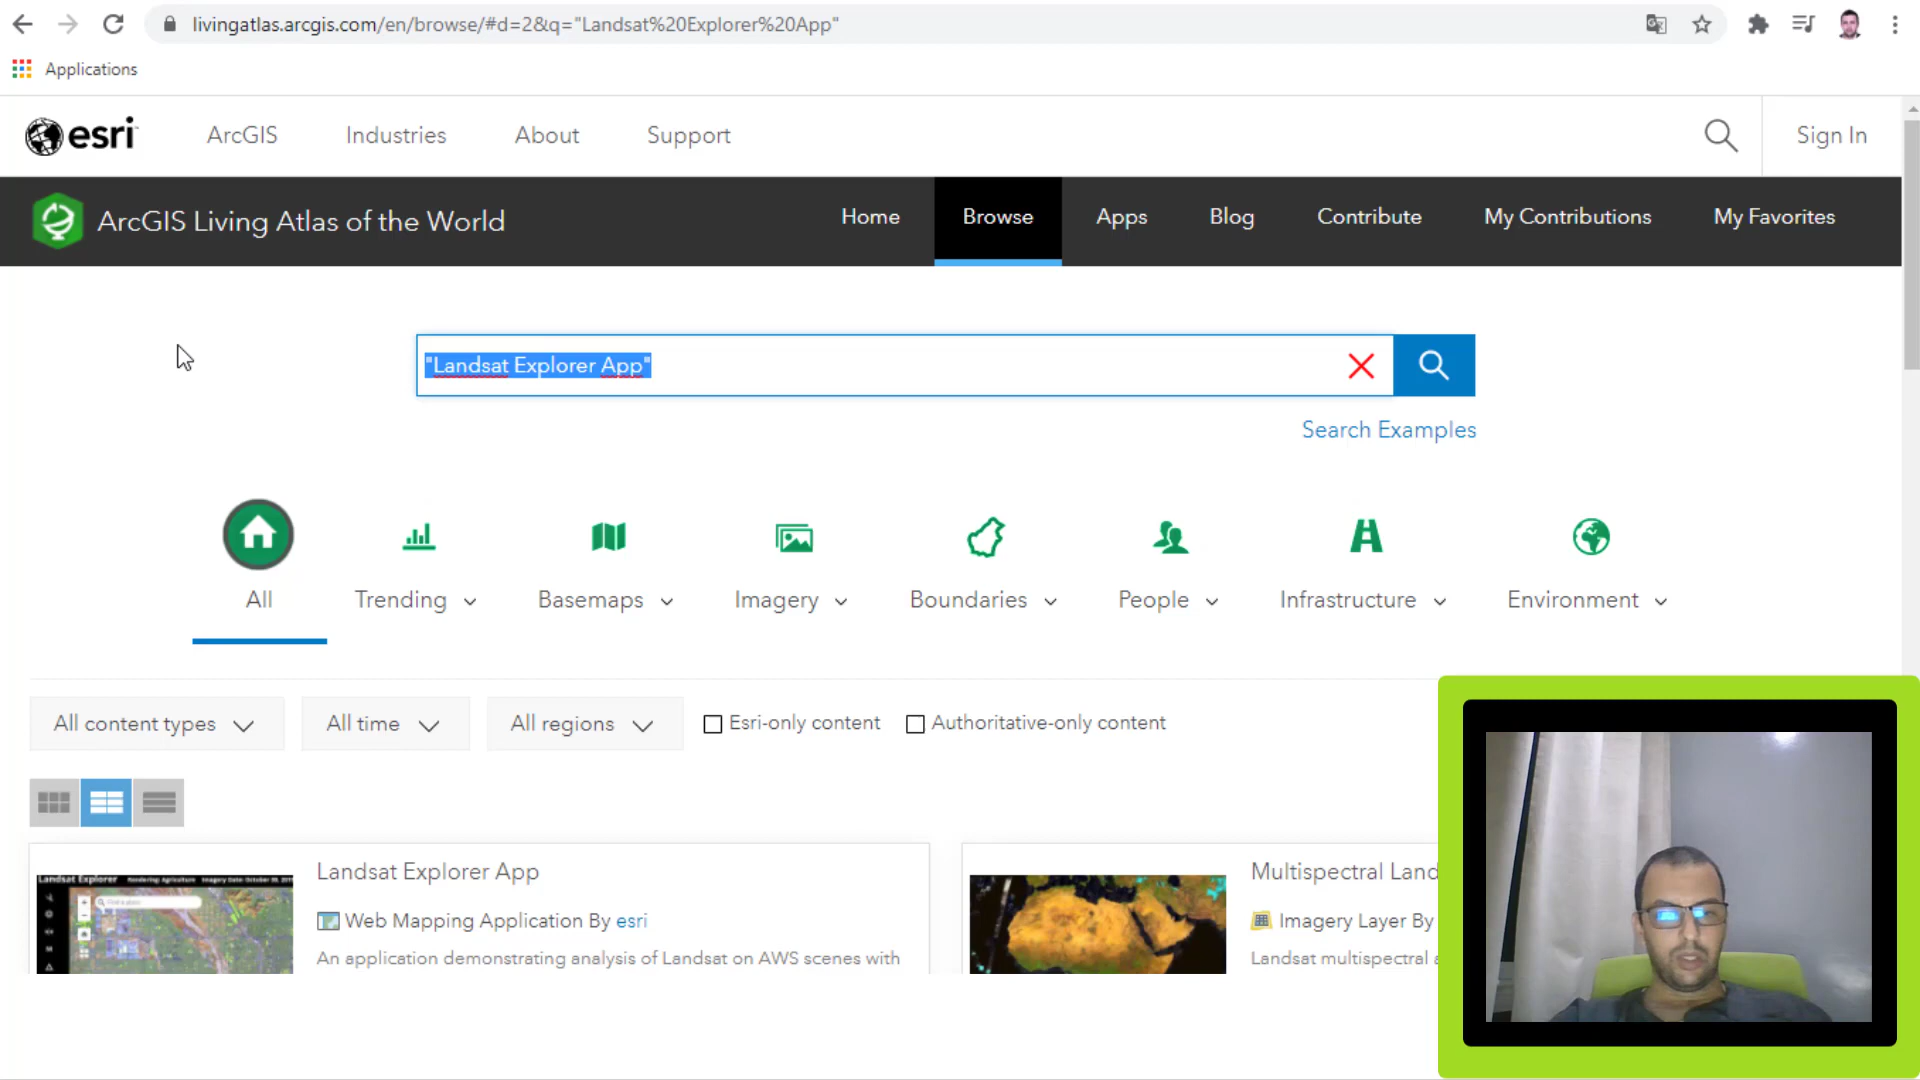 livingatlas.arcgis.com/en/browse/#d=2&q="Landsat%20Explorer%20App"
Applications
esri
ArcGIS
Industries
About
Support
Sign In
ArcGIS Living Atlas of the World
Home
Browse
Apps
Blog
Contribute
My Contributions
My Favorites
"Landsat Explorer App"
Search Examples
All
Trending
Basemaps
Imagery
Boundaries
People
Infrastructure
Environment
All content types
All time
All regions
Esri-only content
Authoritative-only content
Landsat Explorer
Landsat Explorer App
Web Mapping Application By esri
An application demonstrating analysis of Landsat on AWS scenes with
Multispectral Land
Imagery Layer By
Landsat multispectral